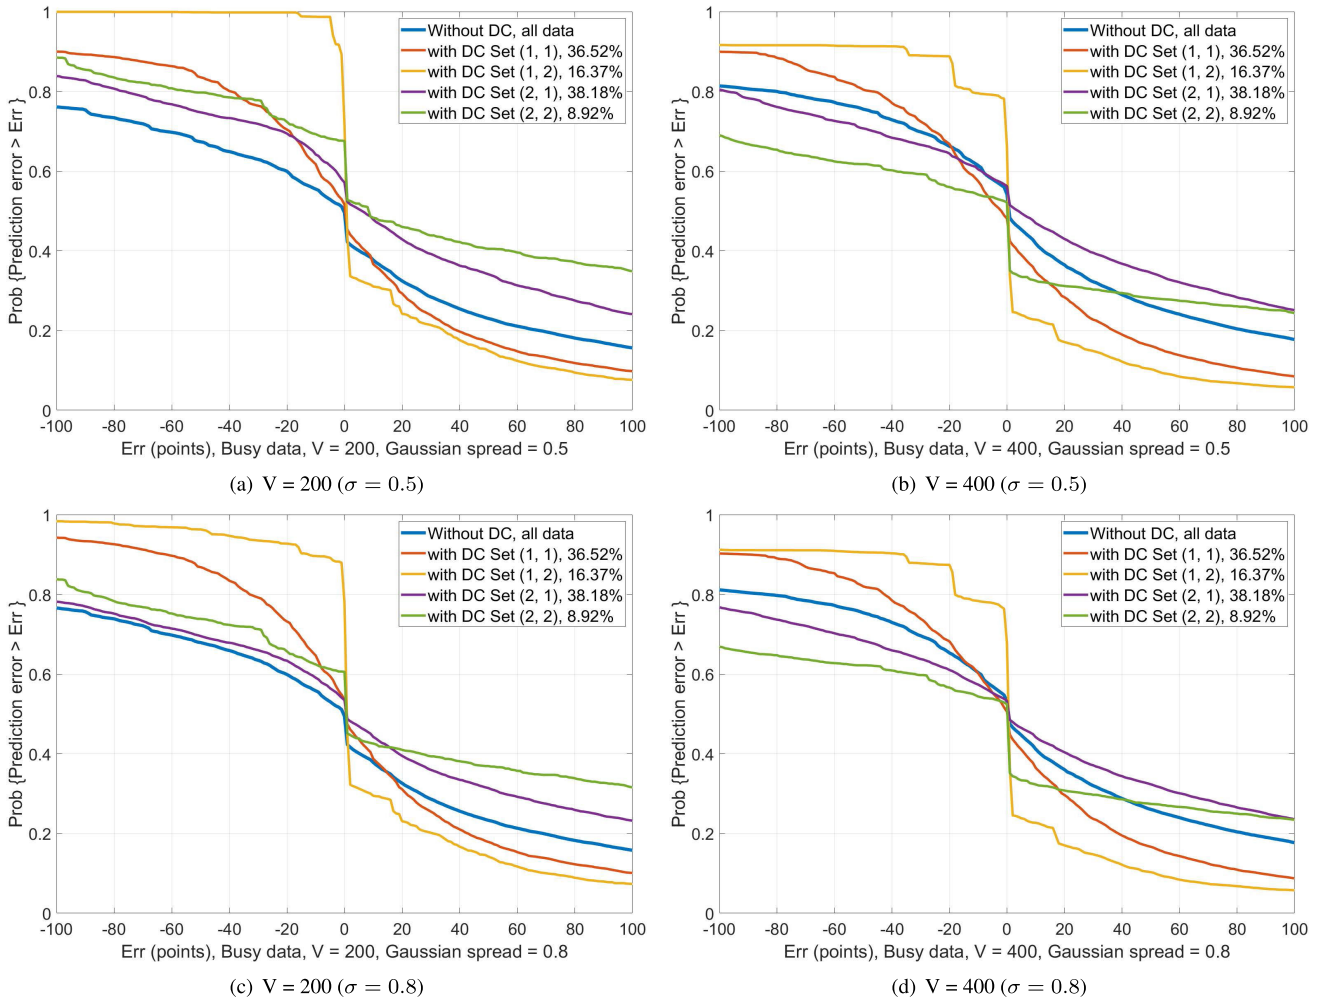 1
0.8
0.6
0.4
0.2
0
Prob {Prediction error > Err }
Without DC, all data
with DC Set (1, 1), 36.52%
with DC Set (1, 2), 16.37%
with DC Set (2, 1), 38.18%
with DC Set (2, 2), 8.92%
-100 -80 -60 -40 -20 0 20 40 60 80 100
Err (points), Busy data, V = 200, Gaussian spread = 0.5
(a) V = 200 (σ = 0.5)
1
0.8
0.6
0.4
0.2
0
Prob {Prediction error > Err }
Without DC, all data
with DC Set (1, 1), 36.52%
with DC Set (1, 2), 16.37%
with DC Set (2, 1), 38.18%
with DC Set (2, 2), 8.92%
-100 -80 -60 -40 -20 0 20 40 60 80 100
Err (points), Busy data, V = 400, Gaussian spread = 0.5
(b) V = 400 (σ = 0.5)
1
0.8
0.6
0.4
0.2
0
Prob {Prediction error > Err }
Without DC, all data
with DC Set (1, 1), 36.52%
with DC Set (1, 2), 16.37%
with DC Set (2, 1), 38.18%
with DC Set (2, 2), 8.92%
-100 -80 -60 -40 -20 0 20 40 60 80 100
Err (points), Busy data, V = 200, Gaussian spread = 0.8
(c) V = 200 (σ = 0.8)
1
0.8
0.6
0.4
0.2
0
Prob {Prediction error > Err }
Without DC, all data
with DC Set (1, 1), 36.52%
with DC Set (1, 2), 16.37%
with DC Set (2, 1), 38.18%
with DC Set (2, 2), 8.92%
-100 -80 -60 -40 -20 0 20 40 60 80 100
Err (points), Busy data, V = 400, Gaussian spread = 0.8
(d) V = 400 (σ = 0.8)